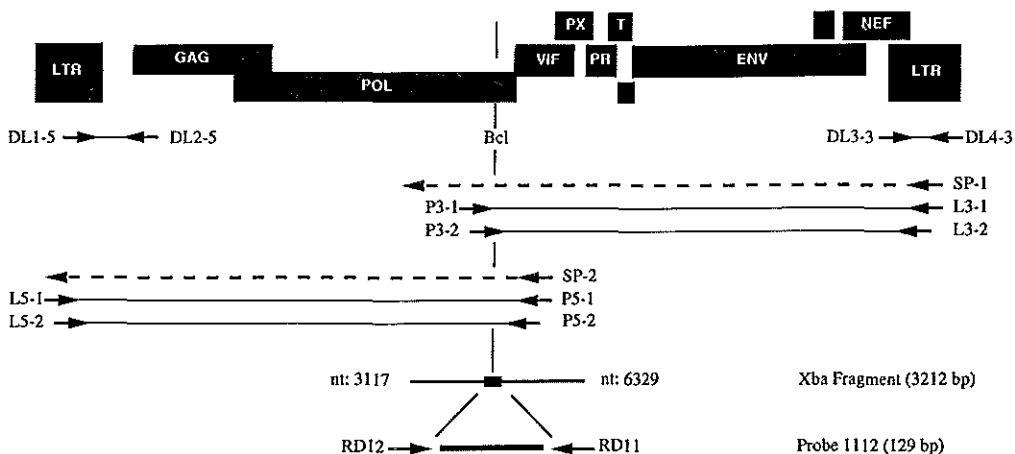 PX T NEF
LTR GAG VIF PR ENV LTR
POL
DL1-5 DL2-5 Bcl DL3-3 DL4-3
SP-1
P3-1 L3-1
P3-2 L3-2
SP-2
L5-1 P5-1
L5-2 P5-2
nt: 3117 nt: 6329 Xba Fragment (3212 bp)
RD12 RD11 Probe 1112 (129 bp)